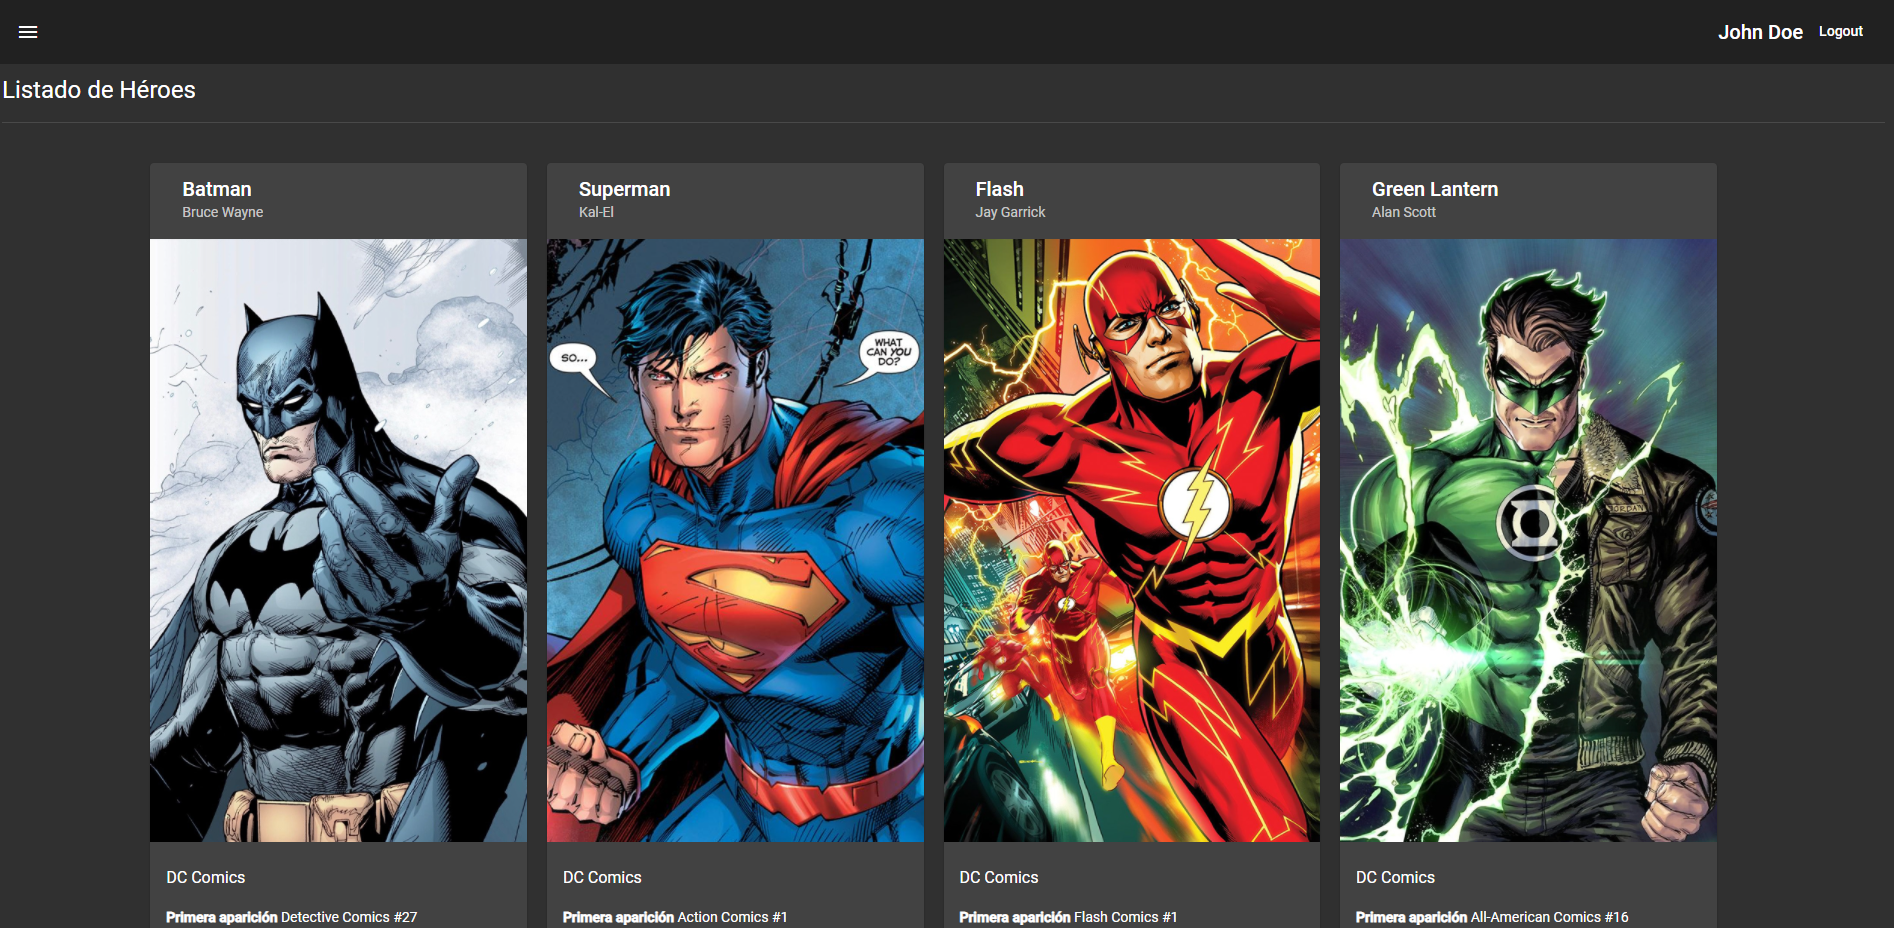 John Doe Logout
Listado de Héroes
Batman
Bruce Wayne
Superman
Kal-El
Flash
Jay Garrick
Green Lantern
Alan Scott
SO...
WHAT
CAN YOU
DO?
JORDAN
DC Comics
Primera aparición Detective Comics #27
DC Comics
Primera aparición Action Comics #1
DC Comics
Primera aparición Flash Comics #1
DC Comics
Primera aparición All-American Comics #16